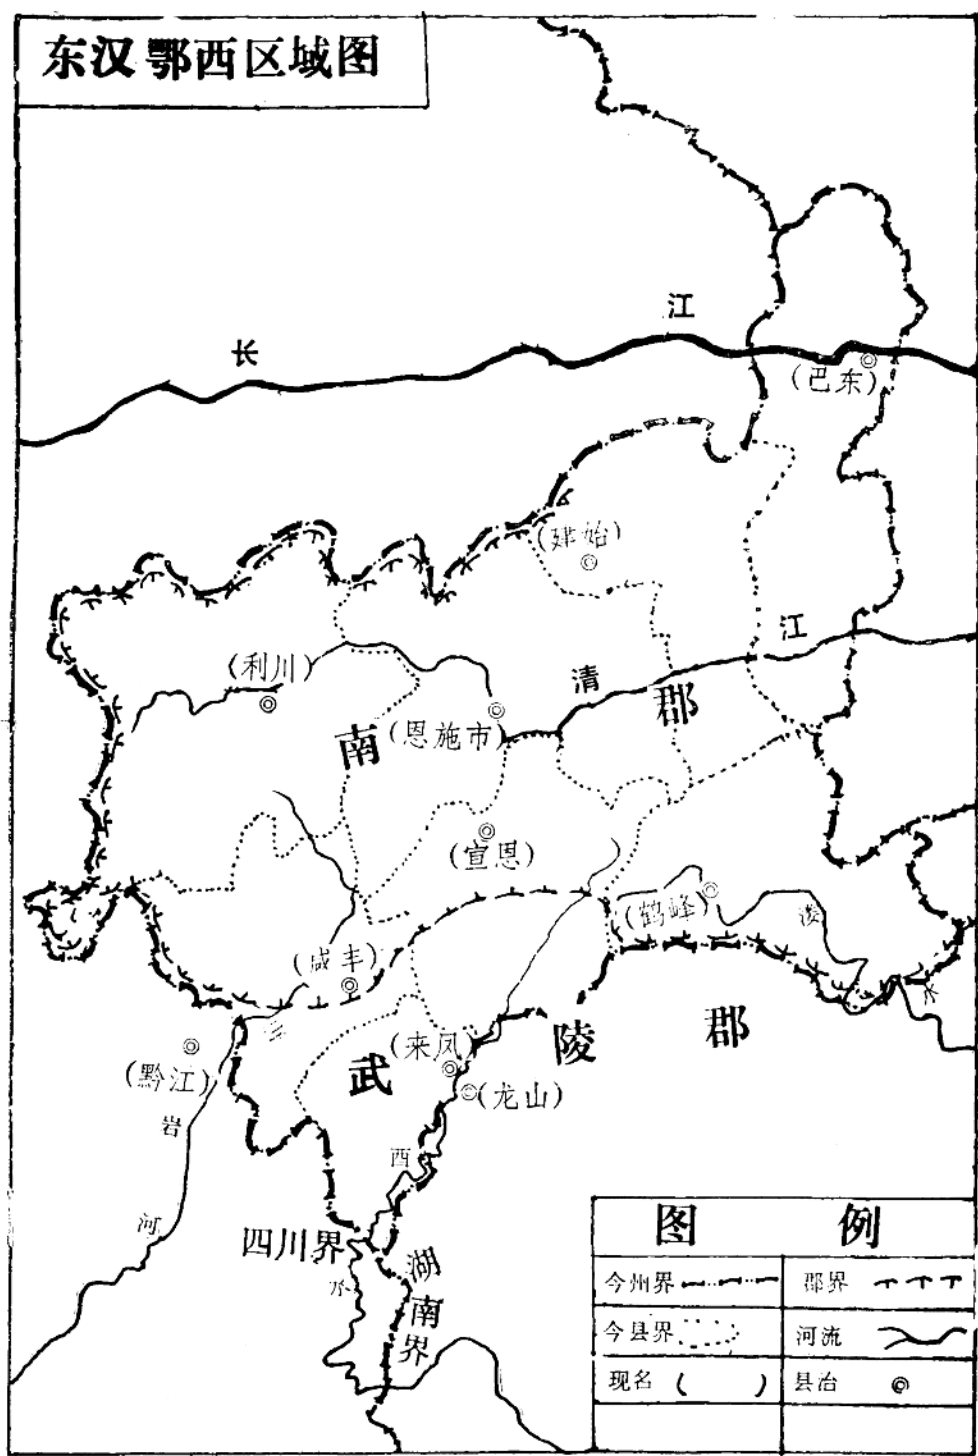 东汉鄂西区域图
江
长
(巴东)
(建始)
江
(利川)
清
郡
南
(恩施市)
(宣恩)
(鹤峰)
溇
(咸丰)
水
郡
陵
(来凤)
武
(黔江)
(龙山)
岩
酉
河
四川界
湖
南
界
水
图 例
今州界 郡界
今县界 河流
现名 ( ) 县治